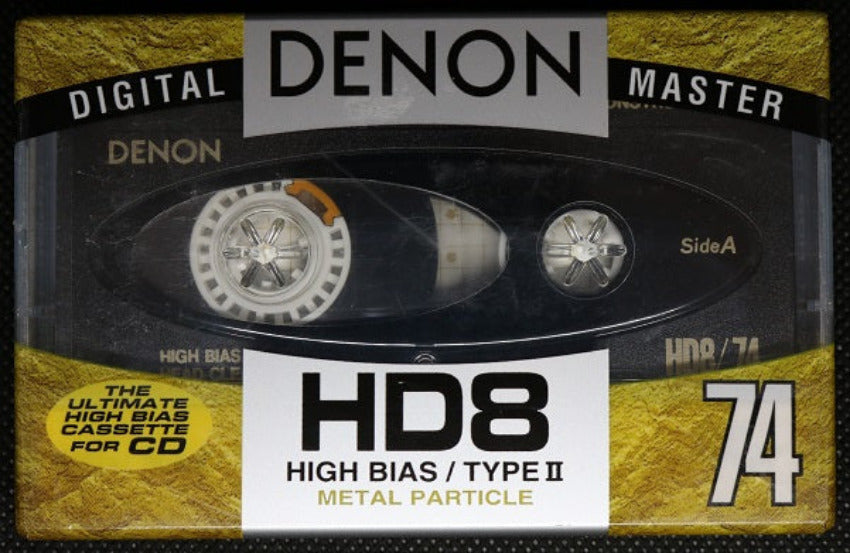 DIGITAL DENON MASTER
DENON
Side A
HIGH BIAS
HD8/74
THE
ULTIMATE
HIGH BIAS
CASSETTE
FOR CD
HD8
HIGH BIAS / TYPE II
METAL PARTICLE
74